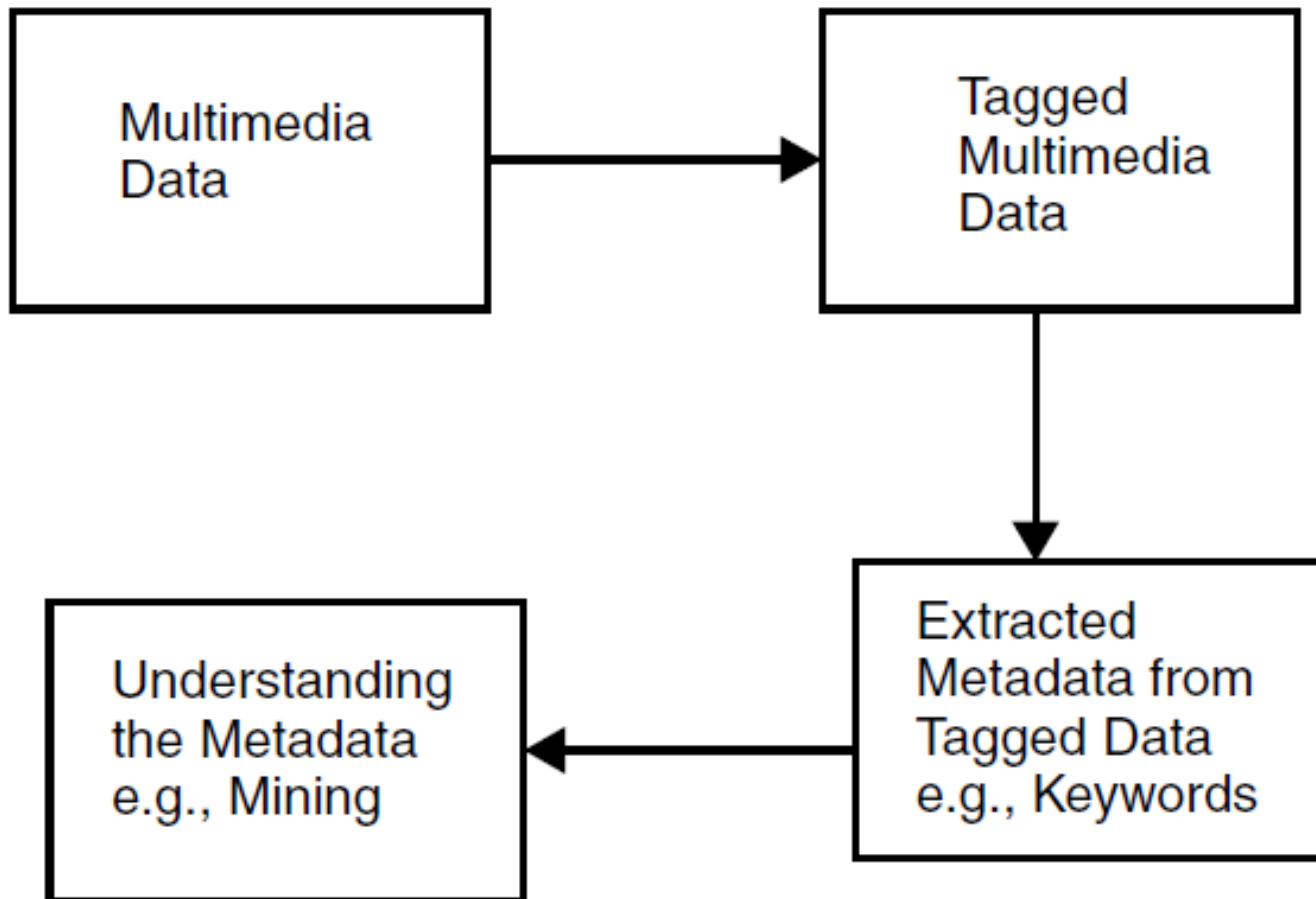 Multimedia
Data
Tagged
Multimedia
Data
Extracted
Metadata from
Tagged Data
e.g., Keywords
Understanding
the Metadata
e.g., Mining